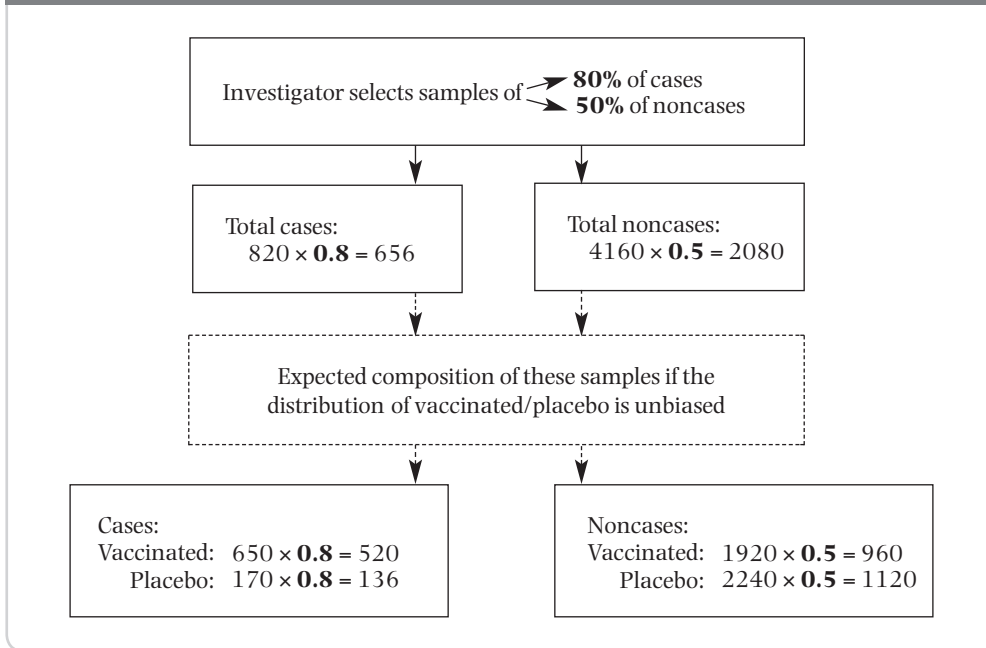 Investigator selects samples of
80% of cases
50% of noncases
Total cases:
820 × 0.8 = 656
Total noncases:
4160 × 0.5 = 2080
Expected composition of these samples if the
distribution of vaccinated/placebo is unbiased
Cases:
Vaccinated: 650 × 0.8 = 520
Placebo: 170 × 0.8 = 136
Noncases:
Vaccinated: 1920 × 0.5 = 960
Placebo: 2240 × 0.5 = 1120